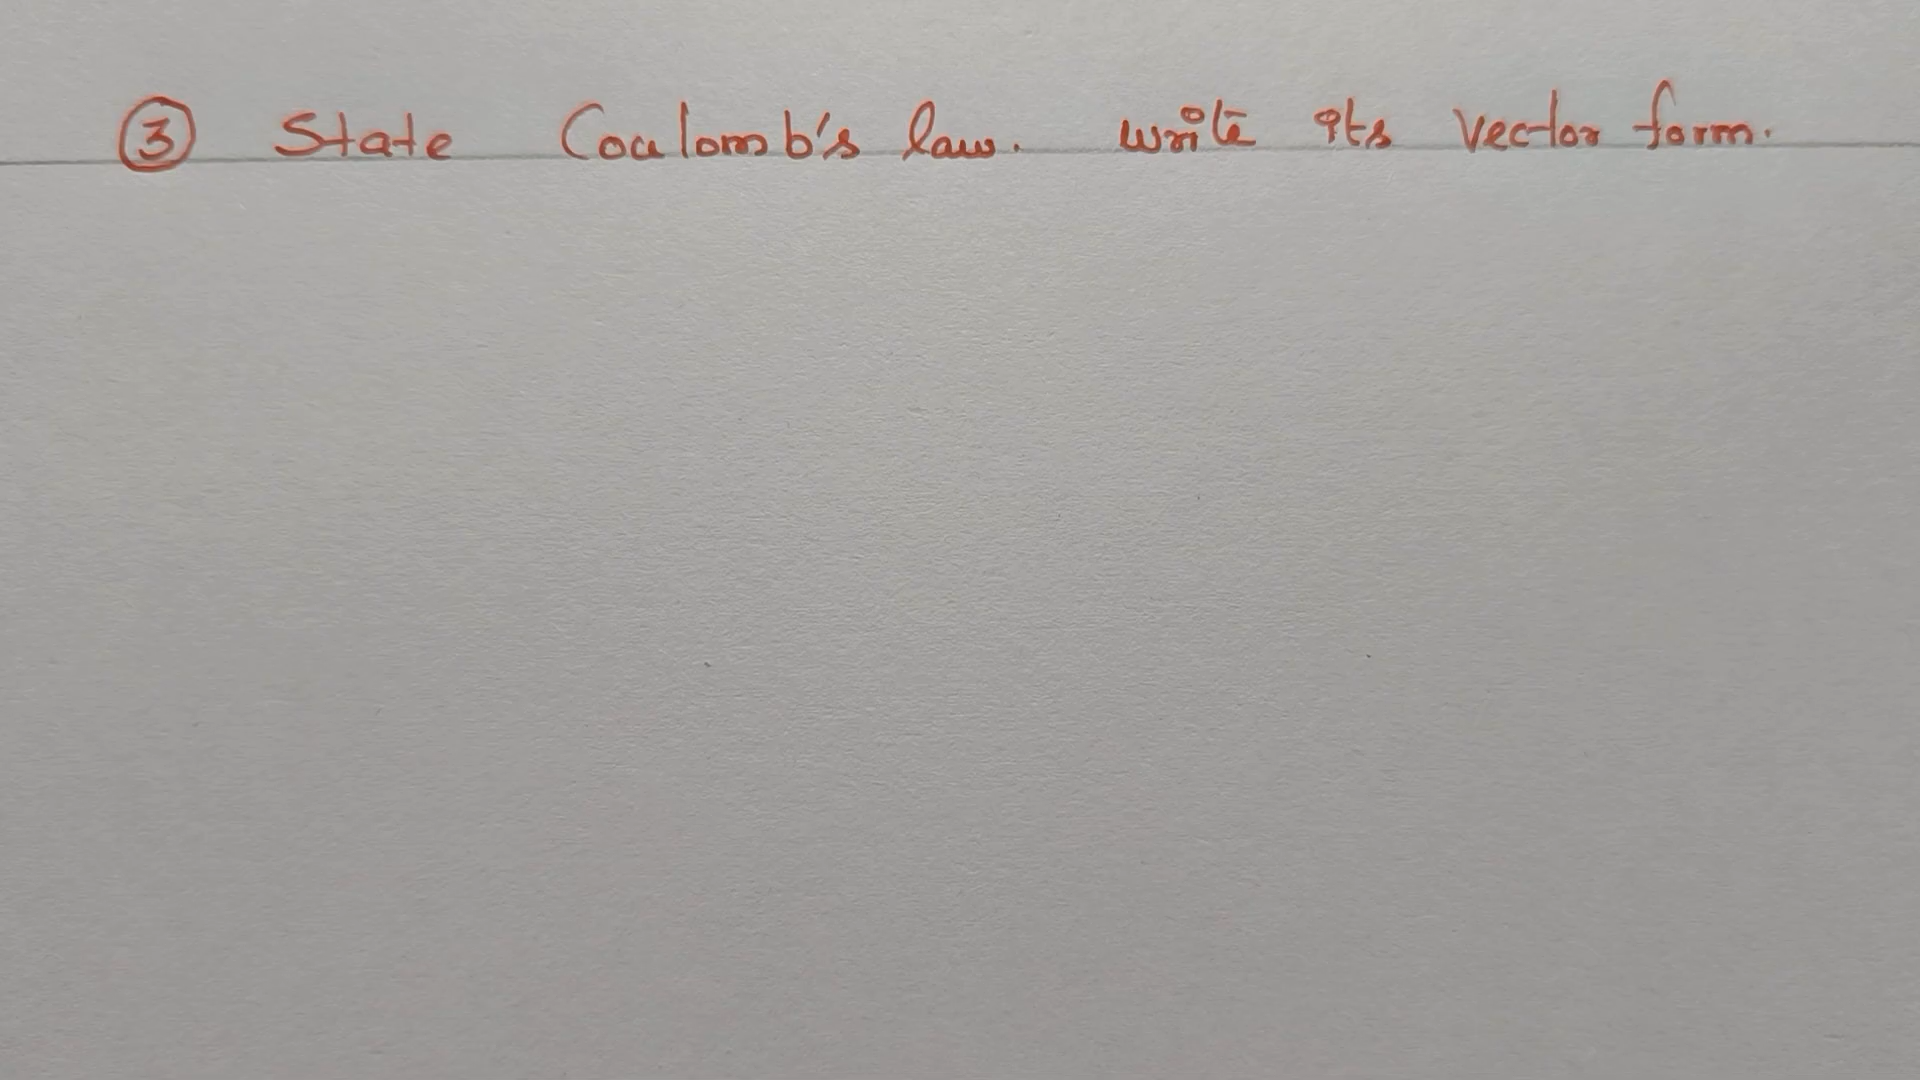 ③ State Coulomb's law. write its vector form.